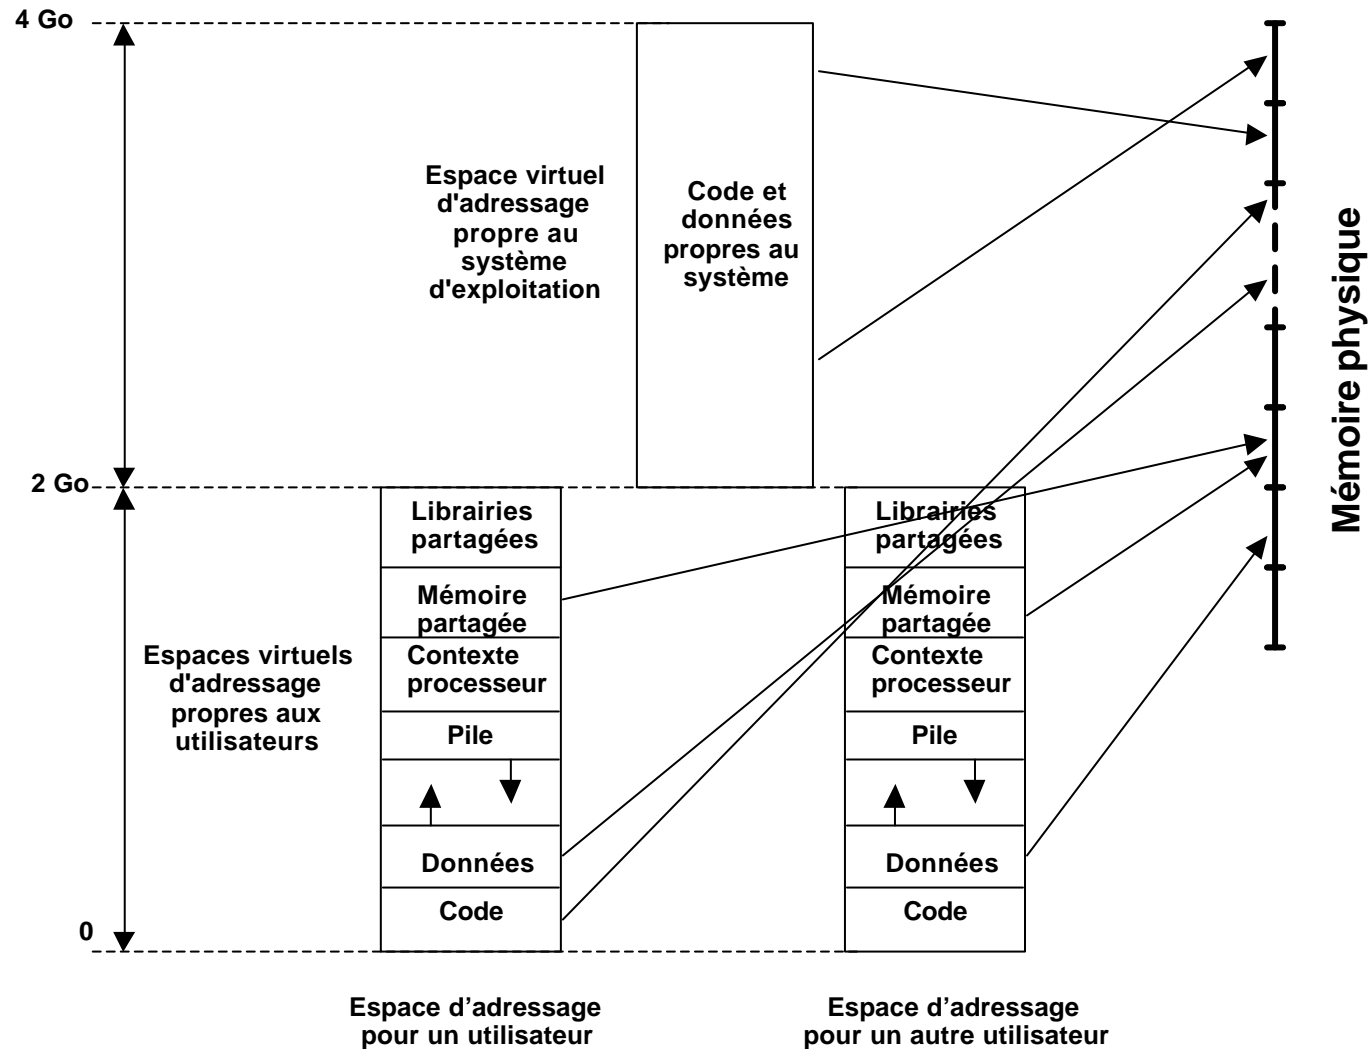 4 Go
Espace virtuel
d'adressage
propre au
système
d'exploitation
Code et
données
propres au
système
Mémoire physique
2 Go
Espaces virtuels
d'adressage
propres aux
utilisateurs
Librairies
partagées
Mémoire
partagée
Contexte
processeur
Pile
Données
Code
Librairies
partagées
Mémoire
partagée
Contexte
processeur
Pile
Données
Code
0
Espace d’adressage
pour un utilisateur
Espace d’adressage
pour un autre utilisateur